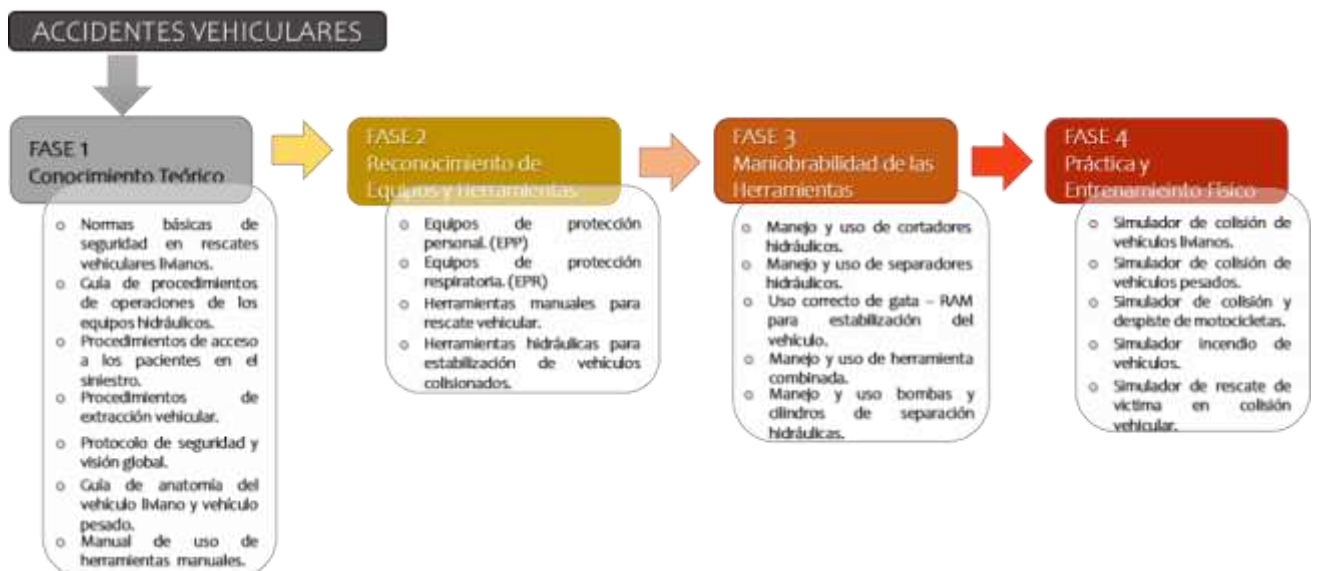 ACCIDENTES VEHICULARES
FASE 1
Conocimiento Teórico
o Normas básicas de
seguridad en rescates
vehiculares livianos.
o Guía de procedimientos
de operaciones de los
equipos hidráulicos.
o Procedimientos de acceso
a los pacientes en el
siniestro.
o Procedimientos de
extracción vehicular.
o Protocolo de seguridad y
visión global.
o Guía de anatomía del
vehículo liviano y vehículo
pesado.
o Manual de uso de
herramientas manuales.
FASE 2
Reconocimiento de
Equipos y Herramientas
o Equipos de protección
personal. (EPP)
o Equipos de protección
respiratoria. (EPR)
o Herramientas manuales para
rescate vehicular.
o Herramientas hidráulicas para
estabilización de vehículos
colisionados.
FASE 3
Maniobrabilidad de las
Herramientas
o Manejo y uso de cortadores
hidráulicos.
o Manejo y uso de separadores
hidráulicos.
o Uso correcto de gata – RAM
para estabilización del
vehículo.
o Manejo y uso de herramienta
combinada.
o Manejo y uso bombas y
cilindros de separación
hidráulicas.
FASE 4
Práctica y
Entrenamicinto Físico
o Simulador de colisión de
vehículos livianos.
o Simulador de colisión de
vehículos pesados.
o Simulador de colisión y
despiste de motocicletas.
o Simulador incendio de
vehículos.
o Simulador de rescate de
víctima en colisión
vehicular.